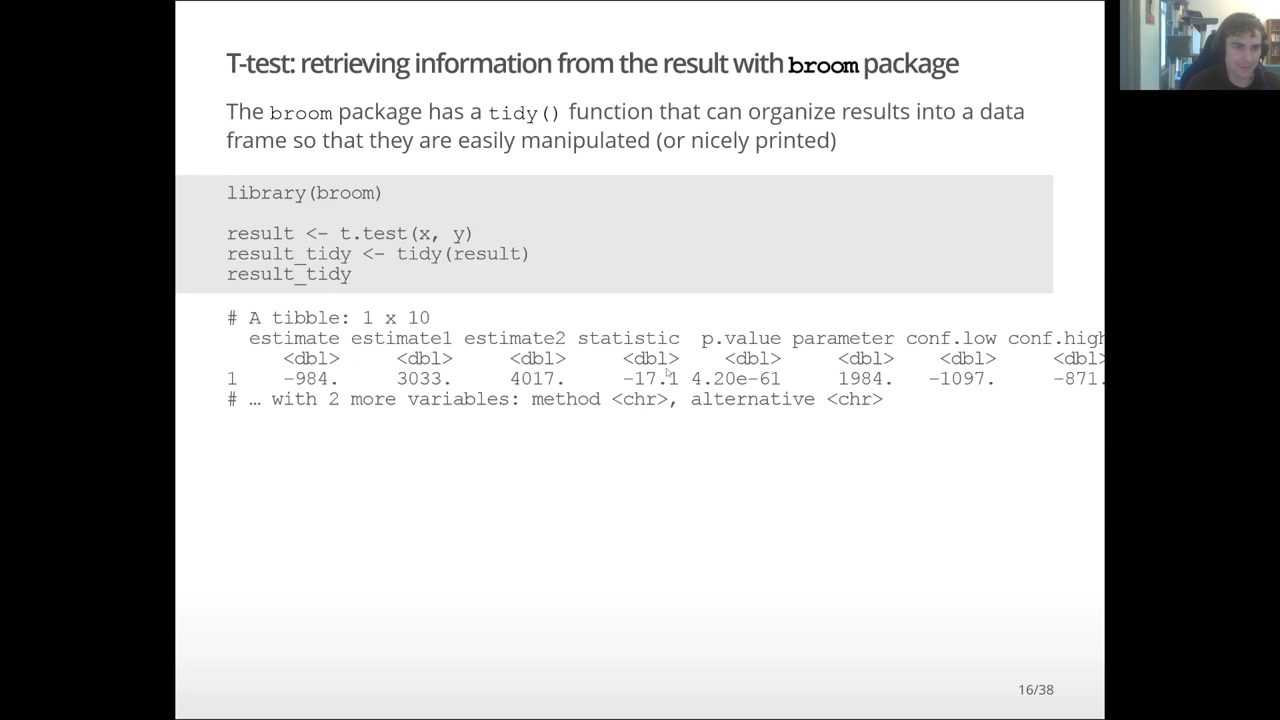 T-test: retrieving information from the result with broom package
The broom package has a tidy() function that can organize results into a data
frame so that they are easily manipulated (or nicely printed)
library(broom)
result <- t.test(x, y)
result_tidy <- tidy(result)
result_tidy
# A tibble: 1 x 10
estimate estimate1 estimate2 statistic p.value parameter conf.low conf.high
<dbl> <dbl> <dbl> <dbl> <dbl> <dbl> <dbl> <dbl>
1 -984. 3033. 4017. -17.1 4.20e-61 1984. -1097. -871.
# … with 2 more variables: method <chr>, alternative <chr>
16/38